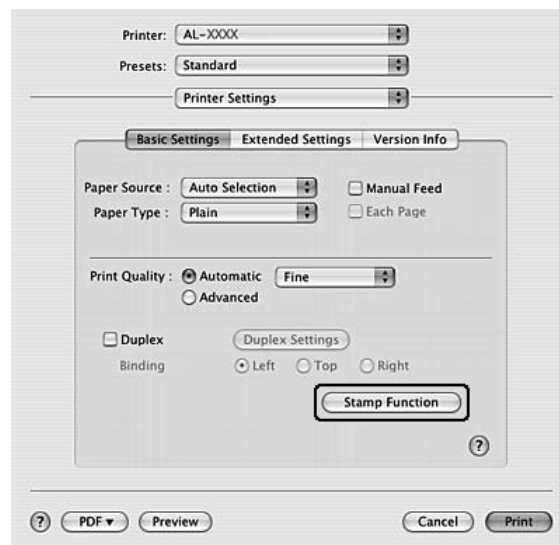 Printer: AL-XXXX
Presets: Standard
Printer Settings
Basic Settings Extended Settings Version Info
Paper Source : Auto Selection Manual Feed
Paper Type : Plain Each Page
Print Quality : Automatic Fine
Advanced
Duplex Duplex Settings
Binding Left Top Right
Stamp Function
?
? PDF▼ Preview Cancel Print